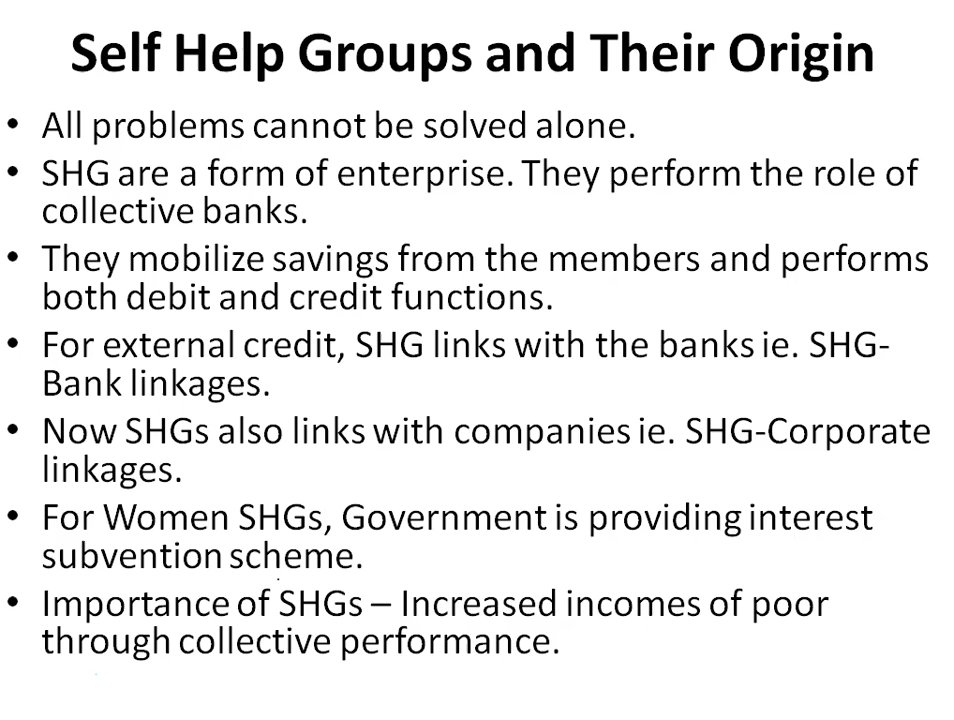 Self Help Groups and Their Origin
• All problems cannot be solved alone.
• SHG are a form of enterprise. They perform the role of
collective banks.
• They mobilize savings from the members and performs
both debit and credit functions.
• For external credit, SHG links with the banks ie. SHG-
Bank linkages.
• Now SHGs also links with companies ie. SHG-Corporate
linkages.
• For Women SHGs, Government is providing interest
subvention scheme.
• Importance of SHGs – Increased incomes of poor
through collective performance.